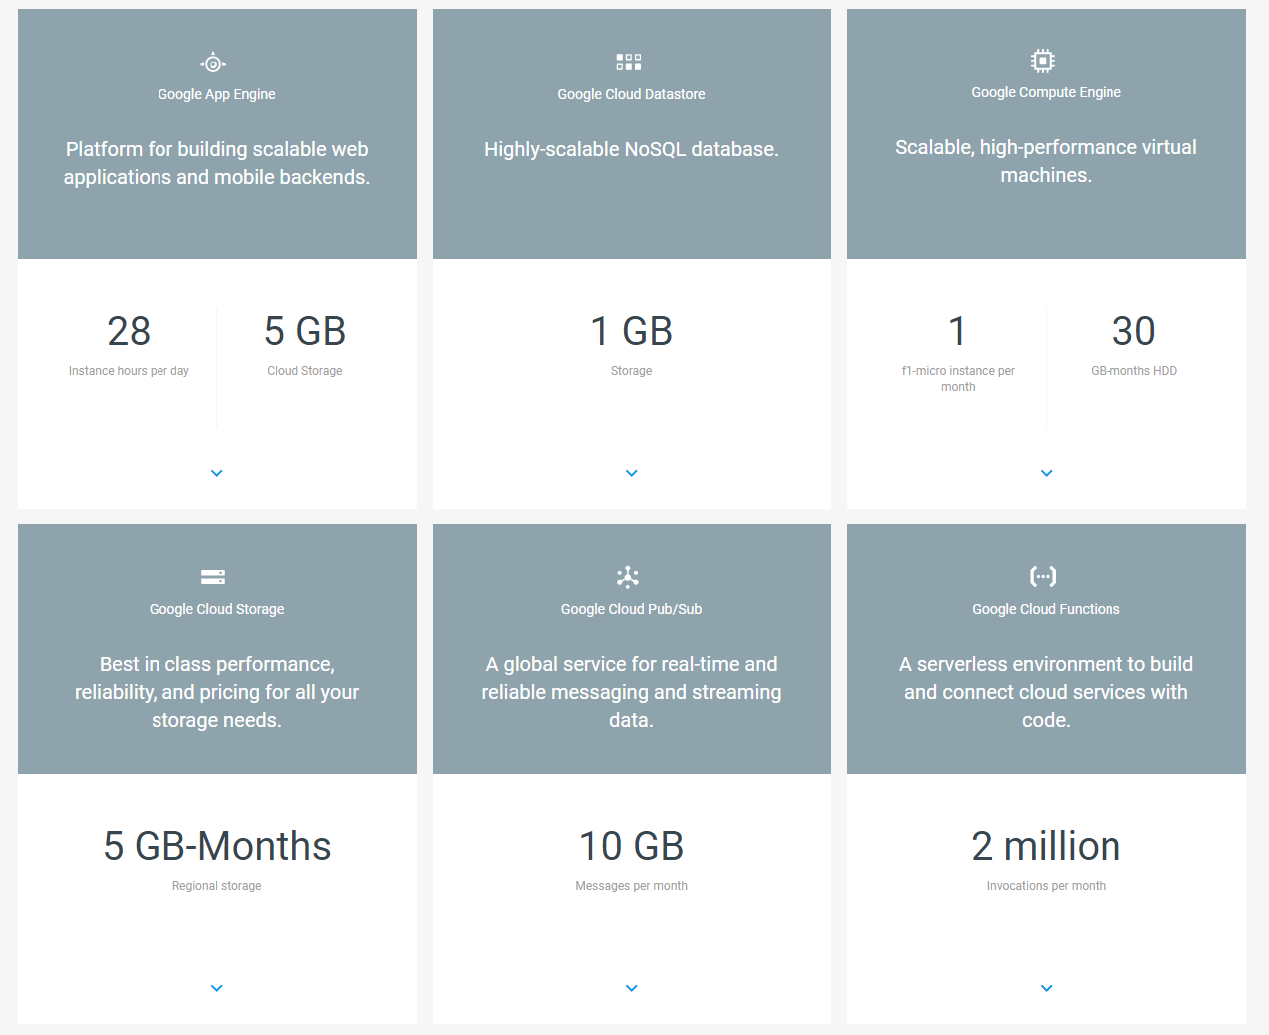 Google App Engine
Platform for building scalable web
applications and mobile backends.
28
Instance hours per day
5 GB
Cloud Storage
Google Cloud Datastore
Highly-scalable NoSQL database.
1 GB
Storage
Google Compute Engine
Scalable, high-performance virtual
machines.
1
f1-micro instance per
month
30
GB-months HDD
Google Cloud Storage
Best in class performance,
reliability, and pricing for all your
storage needs.
5 GB-Months
Regional storage
Google Cloud Pub/Sub
A global service for real-time and
reliable messaging and streaming
data.
10 GB
Messages per month
Google Cloud Functions
A serverless environment to build
and connect cloud services with
code.
2 million
Invocations per month